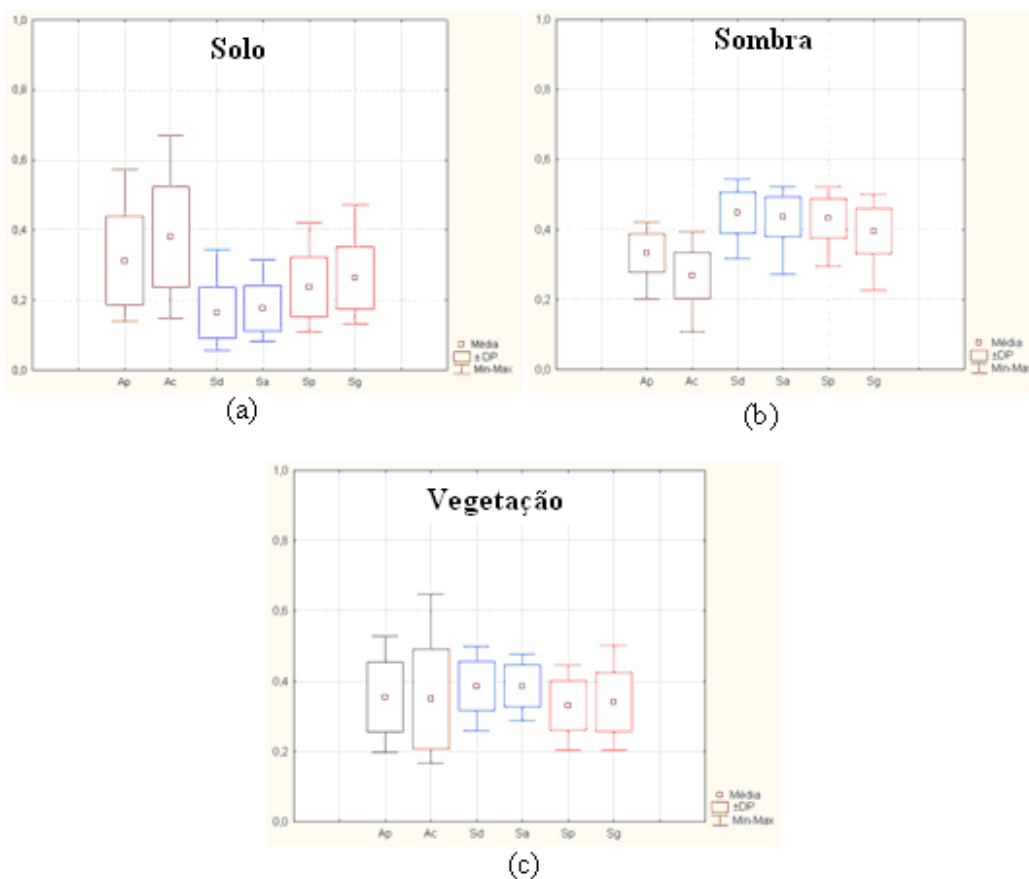 Solo
1,0
0,8
0,6
0,4
0,2
0,0
Ap Ac Sd Sa Sp Sg
Média
±DP
Min-Max
(a)
Sombra
1,0
0,8
0,6
0,4
0,2
0,0
Ap Ac Sd Sa Sp Sg
Média
±DP
Min-Max
(b)
Vegetação
1,0
0,8
0,6
0,4
0,2
0,0
Ap Ac Sd Sa Sp Sg
Média
±DP
Min-Max
(c)